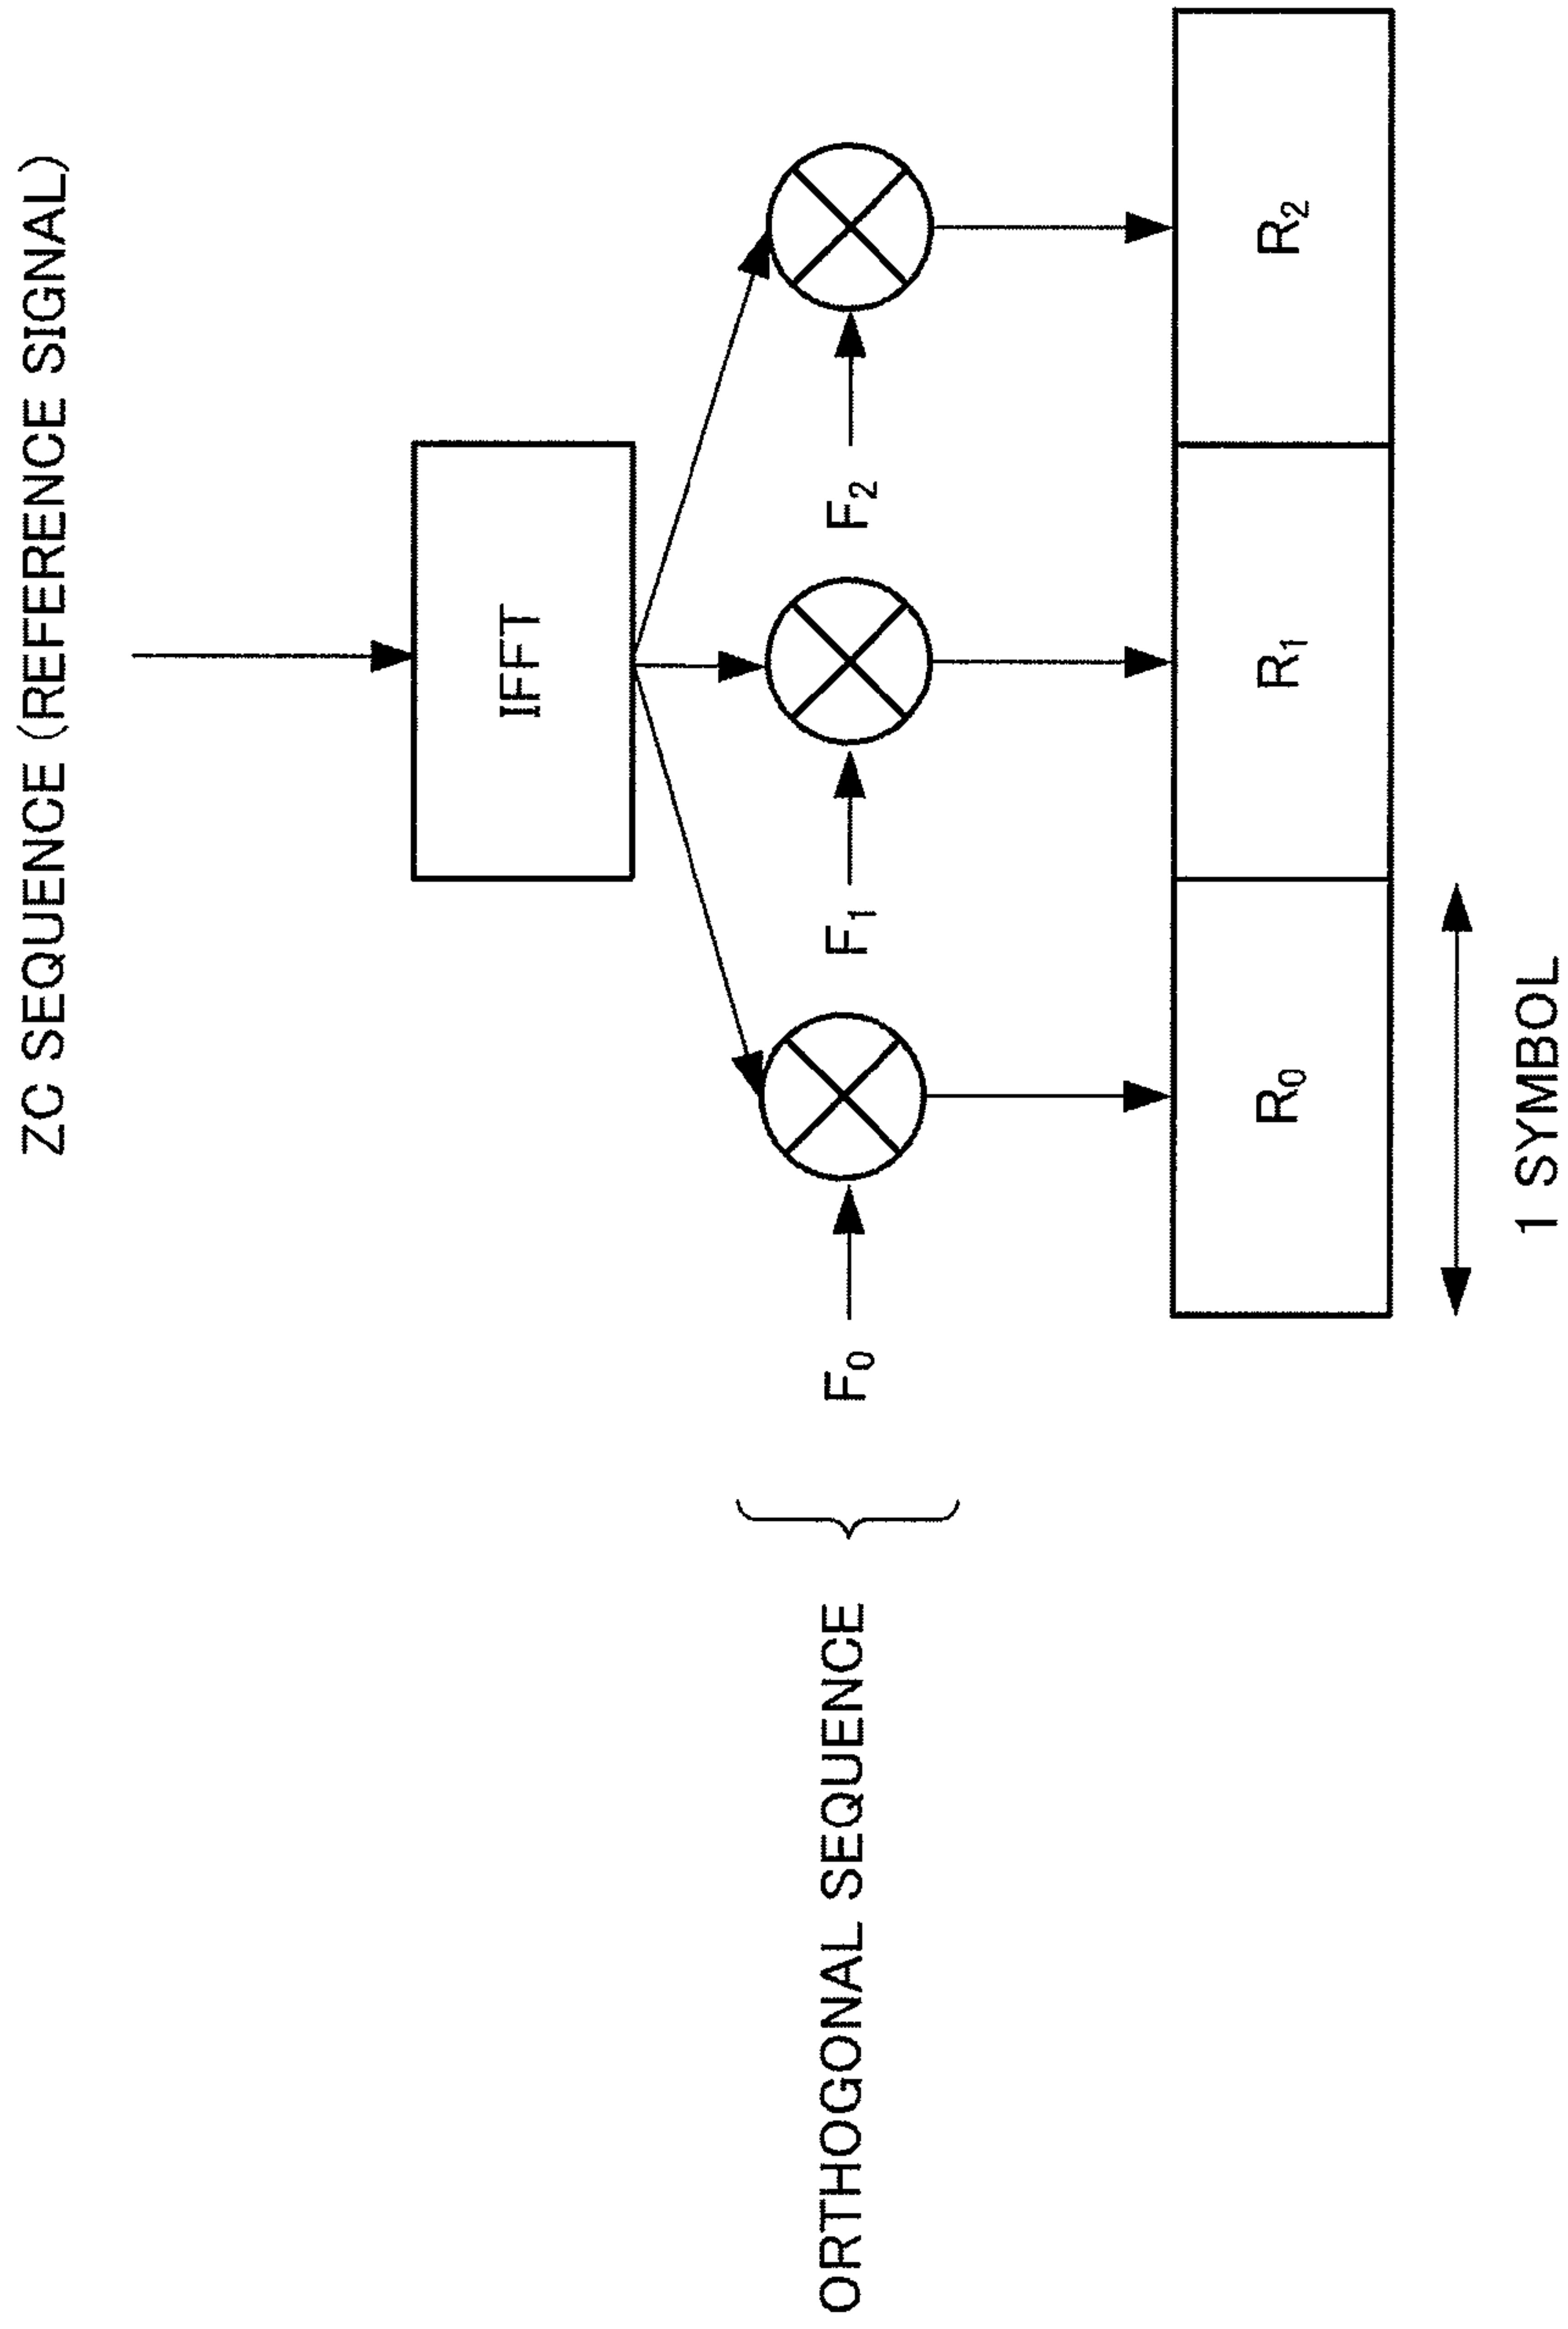 ZC SEQUENCE (REFERENCE SIGNAL)
IFFT
ORTHOGONAL SEQUENCE
F₀
F₁
F₂
R₀
R₁
R₂
1 SYMBOL